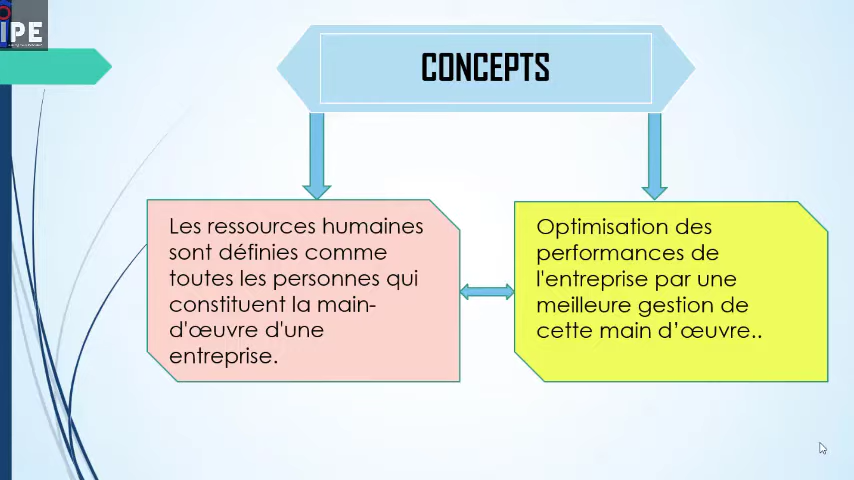 IPE
CONCEPTS
Les ressources humaines
sont définies comme
toutes les personnes qui
constituent la main-
d'œuvre d'une
entreprise.
Optimisation des
performances de
l'entreprise par une
meilleure gestion de
cette main d’œuvre..